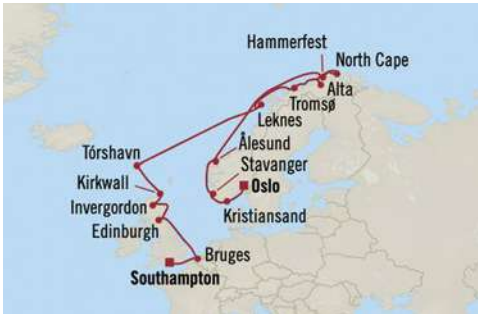 Hammerfest
North Cape
Alta
Tromsø
Leknes
Ålesund
Tórshavn
Stavanger
Kirkwall
Oslo
Invergordon
Kristiansand
Edinburgh
Bruges
Southampton